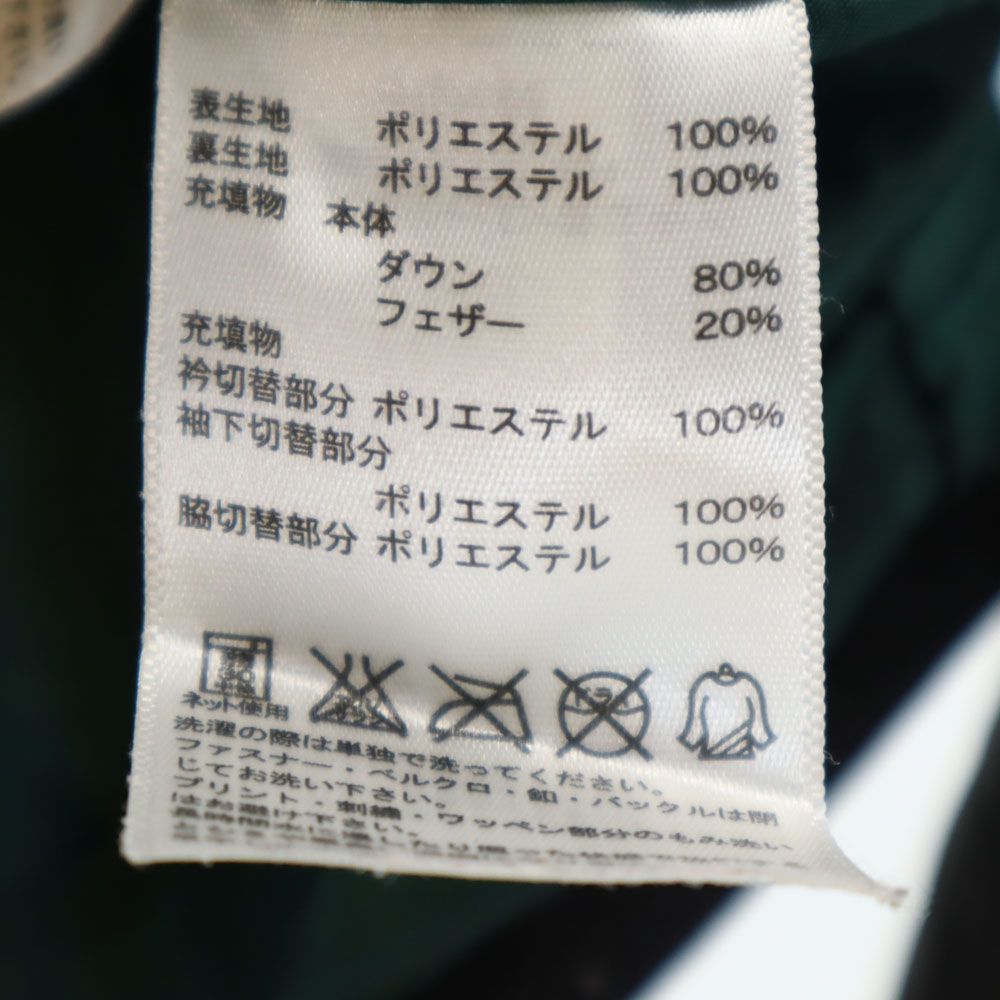 表生地 ポリエステル 100%
裏生地 ポリエステル 100%
充填物 本体
ダウン 80%
フェザー 20%
充填物
衿切替部分 ポリエステル 100%
袖下切替部分
ポリエステル 100%
脇切替部分 ポリエステル 100%
ネット使用
洗濯の際は単独で洗ってください。
ファスナー・ベルクロ・釦・バックルは閉
じてお洗い下さい。
プリント・刺繍・ワッペン部分のもみ洗い
はお避け下さい。